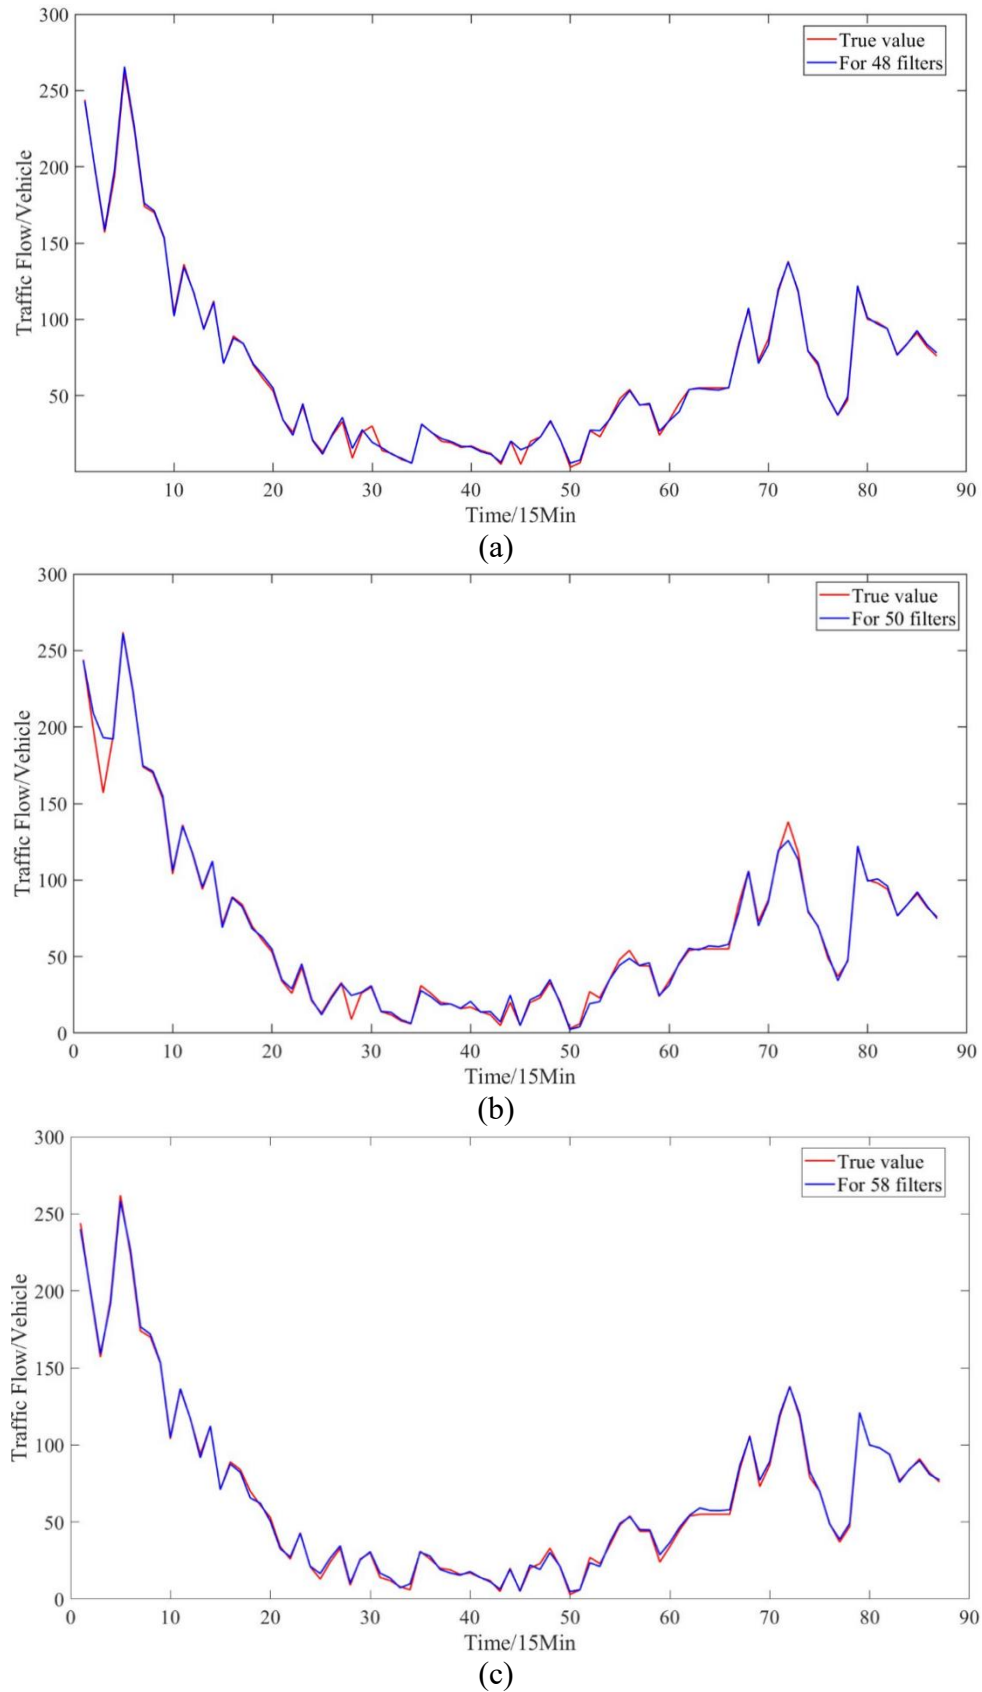 300
250
200
150
100
50
Traffic Flow/Vehicle
True value
For 48 filters
10 20 30 40 50 60 70 80 90
Time/15Min
(a)
300
250
200
150
100
50
0
Traffic Flow/Vehicle
True value
For 50 filters
0 10 20 30 40 50 60 70 80 90
Time/15Min
(b)
300
250
200
150
100
50
0
Traffic Flow/Vehicle
True value
For 58 filters
0 10 20 30 40 50 60 70 80 90
Time/15Min
(c)